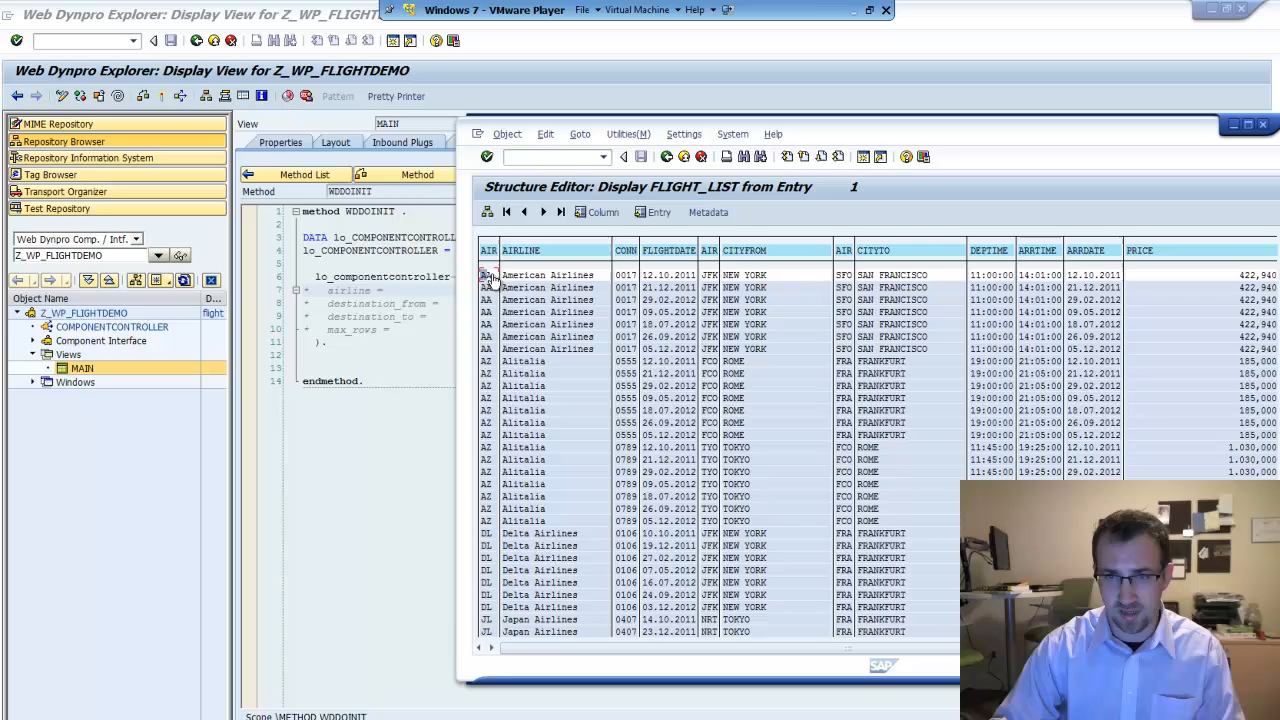 Web Dynpro Explorer: Display View for Z_WP_FLIGHT
Windows 7 - VMware Player File Virtual Machine Help
Web Dynpro Explorer: Display View for Z_WP_FLIGHTDEMO
Pattern Pretty Printer
MIME Repository
Repository Browser
Repository Information System
Tag Browser
Transport Organizer
Test Repository
Web Dynpro Comp. / Intf.
Z_WP_FLIGHTDEMO
Object Name D...
Z_WP_FLIGHTDEMO flight
COMPONENTCONTROLLER
Component Interface
Views
MAIN
Windows
View MAIN
Properties Layout Inbound Plugs
Method List Method
Method WDDOINIT
1 method WDDOINIT .
2
3 DATA lo_COMPONENTCONTROLL
4 lo_COMPONENTCONTROLLER =
5
6 lo_componentcontroller
7 * airline =
8 * destination_from =
9 * destination_to =
10 * max_rows =
11 ).
12
13
14 endmethod.
Scope \METHOD WDDOINIT
Object Edit Goto Utilities(M) Settings System Help
Structure Editor: Display FLIGHT_LIST from Entry 1
Column Entry Metadata
AIR AIRLINE CONN FLIGHTDATE AIR CITYFROM AIR CITYTO DEPTIME ARRTIME ARRDATE PRICE
American Airlines 0017 12.10.2011 JFK NEW YORK SFO SAN FRANCISCO 11:00:00 14:01:00 12.10.2011 422,940
American Airlines 0017 21.12.2011 JFK NEW YORK SFO SAN FRANCISCO 11:00:00 14:01:00 21.12.2011 422,940
AA American Airlines 0017 29.02.2012 JFK NEW YORK SFO SAN FRANCISCO 11:00:00 14:01:00 29.02.2012 422,940
AA American Airlines 0017 09.05.2012 JFK NEW YORK SFO SAN FRANCISCO 11:00:00 14:01:00 09.05.2012 422,940
AA American Airlines 0017 18.07.2012 JFK NEW YORK SFO SAN FRANCISCO 11:00:00 14:01:00 18.07.2012 422,940
AA American Airlines 0017 26.09.2012 JFK NEW YORK SFO SAN FRANCISCO 11:00:00 14:01:00 26.09.2012 422,940
AA American Airlines 0017 05.12.2012 JFK NEW YORK SFO SAN FRANCISCO 11:00:00 14:01:00 05.12.2012 422,940
AZ Alitalia 0555 12.10.2011 FCO ROME FRA FRANKFURT 19:00:00 21:05:00 12.10.2011 185,000
AZ Alitalia 0555 21.12.2011 FCO ROME FRA FRANKFURT 19:00:00 21:05:00 21.12.2011 185,000
AZ Alitalia 0555 29.02.2012 FCO ROME FRA FRANKFURT 19:00:00 21:05:00 29.02.2012 185,000
AZ Alitalia 0555 09.05.2012 FCO ROME FRA FRANKFURT 19:00:00 21:05:00 09.05.2012 185,000
AZ Alitalia 0555 18.07.2012 FCO ROME FRA FRANKFURT 19:00:00 21:05:00 18.07.2012 185,000
AZ Alitalia 0555 26.09.2012 FCO ROME FRA FRANKFURT 19:00:00 21:05:00 26.09.2012 185,000
AZ Alitalia 0555 05.12.2012 FCO ROME FRA FRANKFURT 19:00:00 21:05:00 05.12.2012 185,000
AZ Alitalia 0789 12.10.2011 TYO TOKYO FCO ROME 11:45:00 19:25:00 12.10.2011 1.030,000
AZ Alitalia 0789 21.12.2011 TYO TOKYO FCO ROME 11:45:00 19:25:00 21.12.2011 1.030,000
AZ Alitalia 0789 29.02.2012 TYO TOKYO FCO ROME 11:45:00 19:25:00 29.02.2012 1.030,000
AZ Alitalia 0789 09.05.2012 TYO TOKYO FCO ROME
AZ Alitalia 0789 18.07.2012 TYO TOKYO FCO ROME
AZ Alitalia 0789 26.09.2012 TYO TOKYO FCO ROME
AZ Alitalia 0789 05.12.2012 TYO TOKYO FCO ROME
DL Delta Airlines 0106 10.10.2011 JFK NEW YORK FRA FRANKFURT
DL Delta Airlines 0106 19.12.2011 JFK NEW YORK FRA FRANKFURT
DL Delta Airlines 0106 27.02.2012 JFK NEW YORK FRA FRANKFURT
DL Delta Airlines 0106 07.05.2012 JFK NEW YORK FRA FRANKFURT
DL Delta Airlines 0106 16.07.2012 JFK NEW YORK FRA FRANKFURT
DL Delta Airlines 0106 24.09.2012 JFK NEW YORK FRA FRANKFURT
DL Delta Airlines 0106 03.12.2012 JFK NEW YORK FRA FRANKFURT
JL Japan Airlines 0407 14.10.2011 NRT TOKYO FRA FRANKFURT
JL Japan Airlines 0407 23.12.2011 NRT TOKYO FRA FRANKFURT
SAP